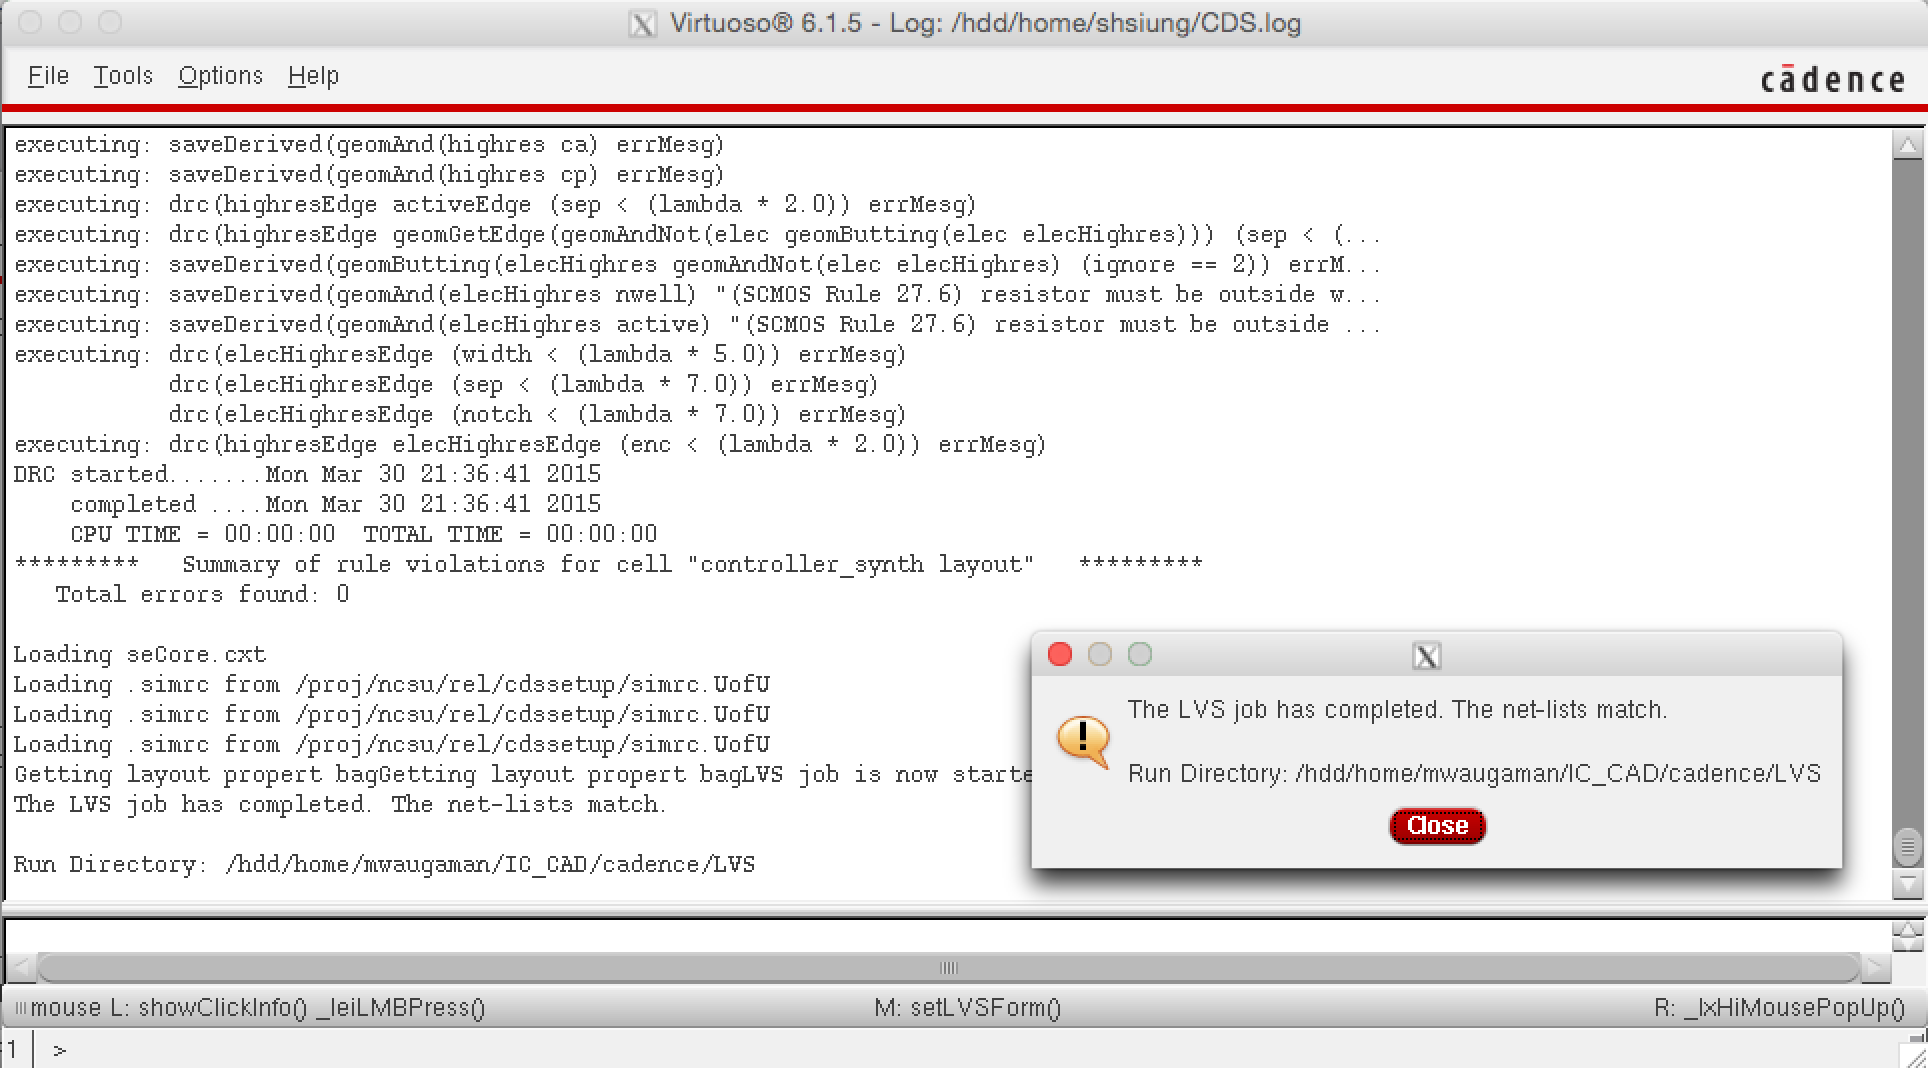 Virtuoso® 6.1.5 - Log: /hdd/home/shsiung/CDS.log
File Tools Options Help
cādence
executing: saveDerived(geomAnd(highres ca) errMesg)
executing: saveDerived(geomAnd(highres cp) errMesg)
executing: drc(highresEdge activeEdge (sep < (lambda * 2.0)) errMesg)
executing: drc(highresEdge geomGetEdge(geomAndNot(elec geomButting(elec elecHighres))) (sep < (...
executing: saveDerived(geomButting(elecHighres geomAndNot(elec elecHighres) (ignore == 2)) errM...
executing: saveDerived(geomAnd(elecHighres nwell) "(SCMOS Rule 27.6) resistor must be outside w...
executing: saveDerived(geomAnd(elecHighres active) "(SCMOS Rule 27.6) resistor must be outside ...
executing: drc(elecHighresEdge (width < (lambda * 5.0)) errMesg)
drc(elecHighresEdge (sep < (lambda * 7.0)) errMesg)
drc(elecHighresEdge (notch < (lambda * 7.0)) errMesg)
executing: drc(highresEdge elecHighresEdge (enc < (lambda * 2.0)) errMesg)
DRC started.......Mon Mar 30 21:36:41 2015
completed ....Mon Mar 30 21:36:41 2015
CPU TIME = 00:00:00 TOTAL TIME = 00:00:00
********* Summary of rule violations for cell "controller_synth layout" *********
Total errors found: 0
Loading seCore.cxt
Loading .simrc from /proj/ncsu/rel/cdssetup/simrc.UofU
Loading .simrc from /proj/ncsu/rel/cdssetup/simrc.UofU
Loading .simrc from /proj/ncsu/rel/cdssetup/simrc.UofU
Getting layout propert bagGetting layout propert bagLVS job is now starte
The LVS job has completed. The net-lists match.
Run Directory: /hdd/home/mwaugaman/IC_CAD/cadence/LVS
The LVS job has completed. The net-lists match.
Run Directory: /hdd/home/mwaugaman/IC_CAD/cadence/LVS
Close
mouse L: showClickInfo() _leiLMBPress() M: setLVSForm() R: _lxHiMousePopUp()
1 >